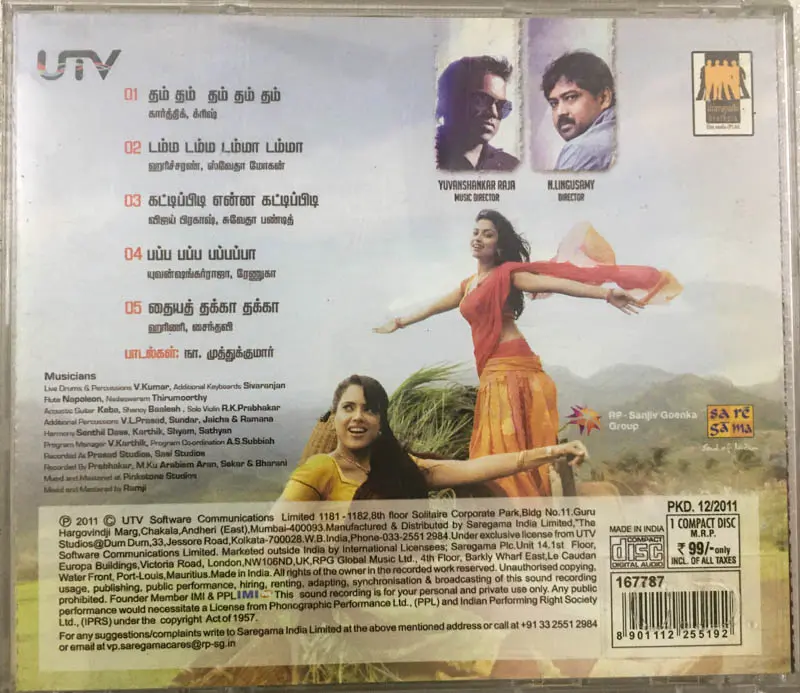 UTV
01 தம் தம் தம் தம் தம்
கார்த்திக், க்ரிஷ்
02 டம்ம டம்ம டம்மா டம்மா
ஹரிச்சரண், ஸ்வேதா மோகன்
03 கட்டிப்பிடி என்ன கட்டிப்பிடி
விஜய் பிரகாஷ், சுவேதா பண்டித்
04 பப்ப பப்ப பப்பப்பா
யுவன்ஷங்கர்ராஜா, ரேணுகா
05 தையத் தக்கா தக்கா
ஹரிணி, சைந்தவி
பாடல்கள்: நா. முத்துக்குமார்
YUVANSHANKAR RAJA
MUSIC DIRECTOR
N.LINGUSAMY
DIRECTOR
Musicians
Live Drums & Percussions V.Kumar, Additional Keyboards Sivaranjan
Flute Napoleon, Nadeswaram Thirumoorthy
Acoustic Guitar Keba, Shanoy Baalesh, Solo Violin R.K.Prabhakar
Additional Percussions V.L.Prasad, Sundar, Jaicha & Ramana
Harmony Senthil Dass, Karthik, Shyam, Sathyan
Program Manager V.Karthik, Program Co-ordination A.S.Subbiah
Recorded At Prasad Studios, Sasi Studios
Recorded By Prabhakar, M.Ku Arabiem Aran, Sekar & Bharani
Mixed and Mastered at Pinkstone Studios
Mixed and Mastered by Ramji
RP - Sanjiv Goenka
Group
sa re
ga ma
℗ 2011 © UTV Software Communications Limited 1181 -1182,8th floor Solitaire Corporate Park,Bldg No.11.Guru
Hargovindji Marg,Chakala,Andheri (East),Mumbai-400093.Manufactured & Distributed by Saregama India Limited,"The
Studios@Dum Dum,33,Jessore Road,Kolkata-700028.W.B.India,Phone-033-2551 2984.Under exclusive license from UTV
Software Communications Limited. Marketed outside India by International Licensees; Saregama Plc.Unit 14.1st Floor,
Europa Buildings,Victoria Road, London,NW106ND,UK,RPG Global Music Ltd., 4th Floor, Barkly Wharf East,Le Caudan
Water Front, Port-Louis,Mauritius.Made in India. All rights of the owner in the recorded work reserved. Unauthorised copying,
usage, publishing, public performance, hiring, renting, adapting, synchronisation & broadcasting of this sound recording
prohibited. Founder Member IMI & PPL IMI This sound recording is for your personal and private use only. Any public
performance would necessitate a License from Phonographic Performance Ltd., (PPL) and Indian Performing Right Society
Ltd., (IPRS) under the copyright Act of 1957.
For any suggestions/complaints write to Saregama India Limited at the above mentioned address or call at +91 33 2551 2984
or email at vp.saregamacares@rp-sg.in
MADE IN INDIA
COMPACT
disc
DIGITAL AUDIO
PKD. 12/2011
1 COMPACT DISC
M.R.P.
₹ 99/-only
INCL. OF ALL TAXES
167787
8 901112 255192